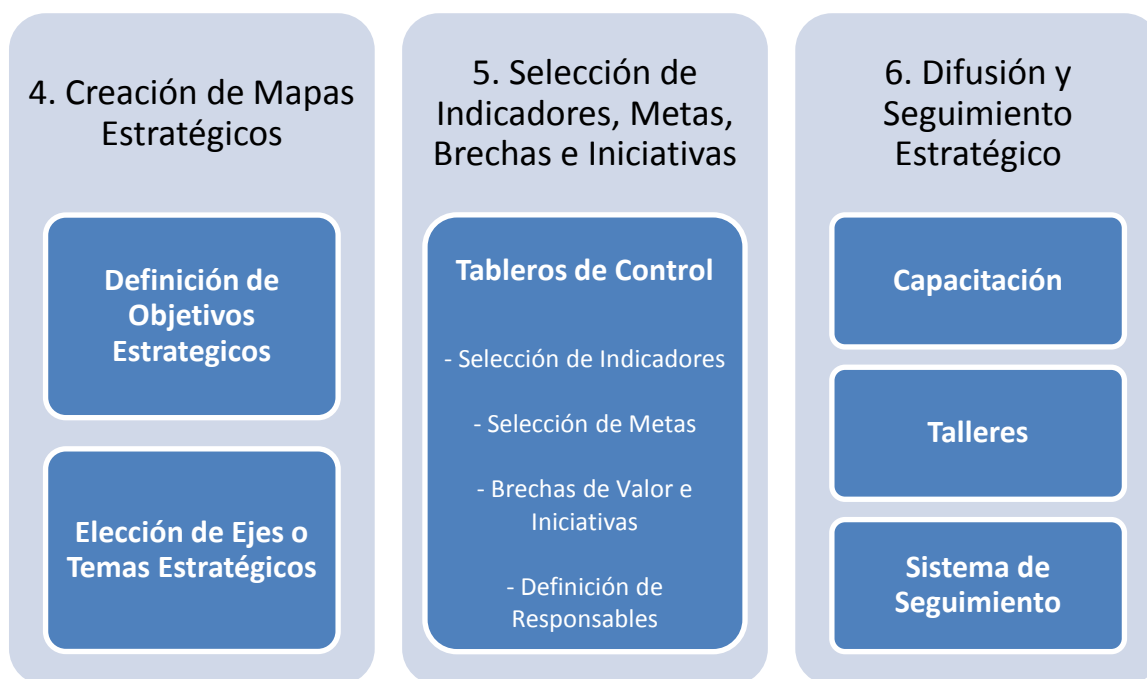 4. Creación de Mapas
Estratégicos
Definición de
Objetivos
Estrategicos
Elección de Ejes o
Temas Estratégicos
5. Selección de
Indicadores, Metas,
Brechas e Iniciativas
Tableros de Control
- Selección de Indicadores
- Selección de Metas
- Brechas de Valor e
Iniciativas
- Definición de
Responsables
6. Difusión y
Seguimiento
Estratégico
Capacitación
Talleres
Sistema de
Seguimiento